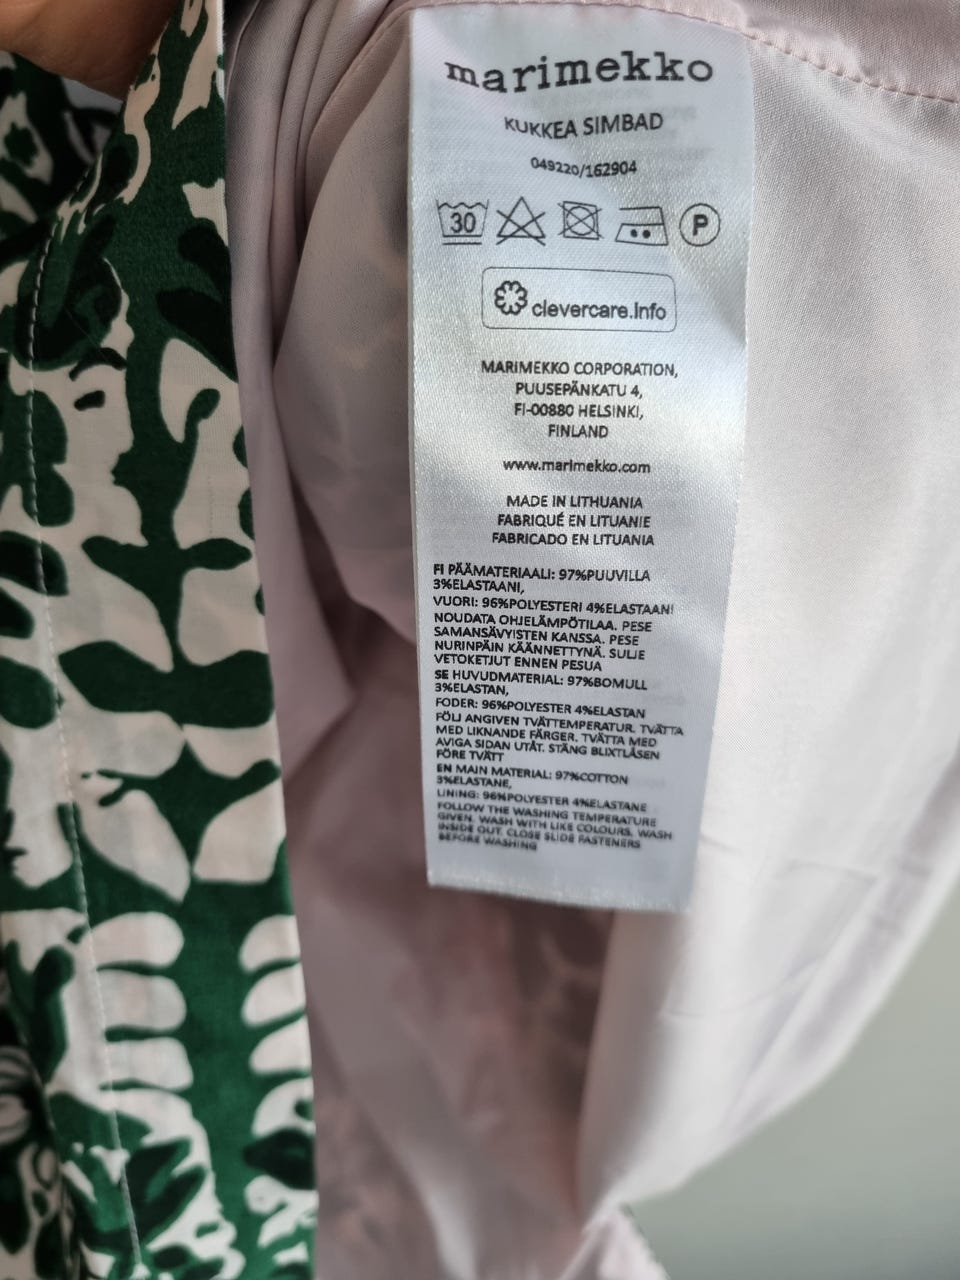 marimekko
KUKKEA SIMBAD
049220/162904
30 P
clevercare.info
MARIMEKKO CORPORATION,
PUUSEPÄNKATU 4,
FI-00880 HELSINKI,
FINLAND
www.marimekko.com
MADE IN LITHUANIA
FABRIQUÉ EN LITUANIE
FABRICADO EN LITUANIA
FI PÄÄMATERIAALI: 97%PUUVILLA
3%ELASTAANI,
VUORI: 96%POLYESTERI 4%ELASTAANI
NOUDATA OHJELÄMPÖTILAA. PESE
SAMANSÄVYISTEN KANSSA. PESE
NURINPÄIN KÄÄNNETTYNÄ. SULJE
VETOKETJUT ENNEN PESUA
SE HUVUDMATERIAL: 97%BOMULL
3%ELASTAN,
FODER: 96%POLYESTER 4%ELASTAN
FÖLJ ANGIVEN TVÄTTEMPERATUR. TVÄTTA
MED LIKNANDE FÄRGER. TVÄTTA MED
AVIGA SIDAN UTÅT. STÄNG BLIXTLÅSEN
FÖRE TVÄTT
EN MAIN MATERIAL: 97%COTTON
3%ELASTANE,
LINING: 96%POLYESTER 4%ELASTANE
FOLLOW THE WASHING TEMPERATURE
GIVEN. WASH WITH LIKE COLOURS. WASH
INSIDE OUT. CLOSE SLIDE FASTENERS
BEFORE WASHING